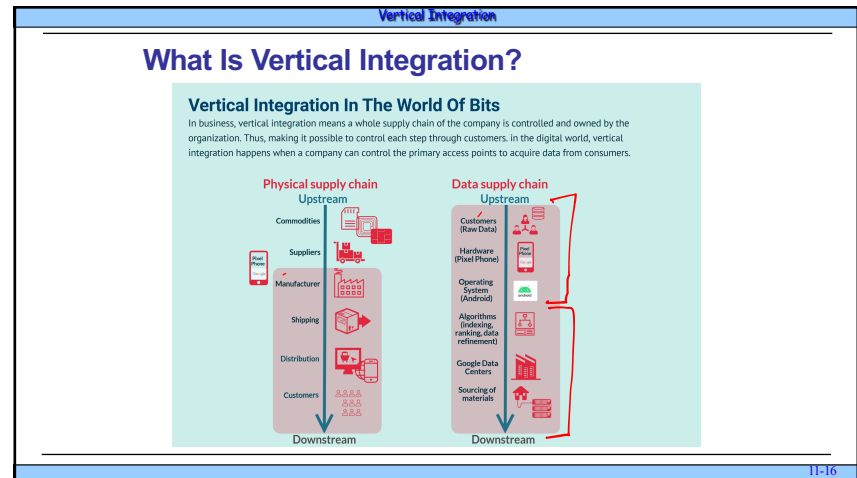 Vertical Integration
What Is Vertical Integration?
Vertical Integration In The World Of Bits
In business, vertical integration means a whole supply chain of the company is controlled and owned by the
organization. Thus, making it possible to control each step through customers. in the digital world, vertical
integration happens when a company can control the primary access points to acquire data from consumers.
Physical supply chain
Upstream
Commodities
Suppliers
Pixel
Phone
Google
Manufacturer
Shipping
Distribution
Customers
Downstream
Data supply chain
Upstream
Customers
(Raw Data)
Hardware
(Pixel Phone)
Pixel
Phone
Google
Operating
System
(Android)
android
Algorithms
(indexing,
ranking, data
refinement)
Google Data
Centers
Sourcing of
materials
Downstream
11-16